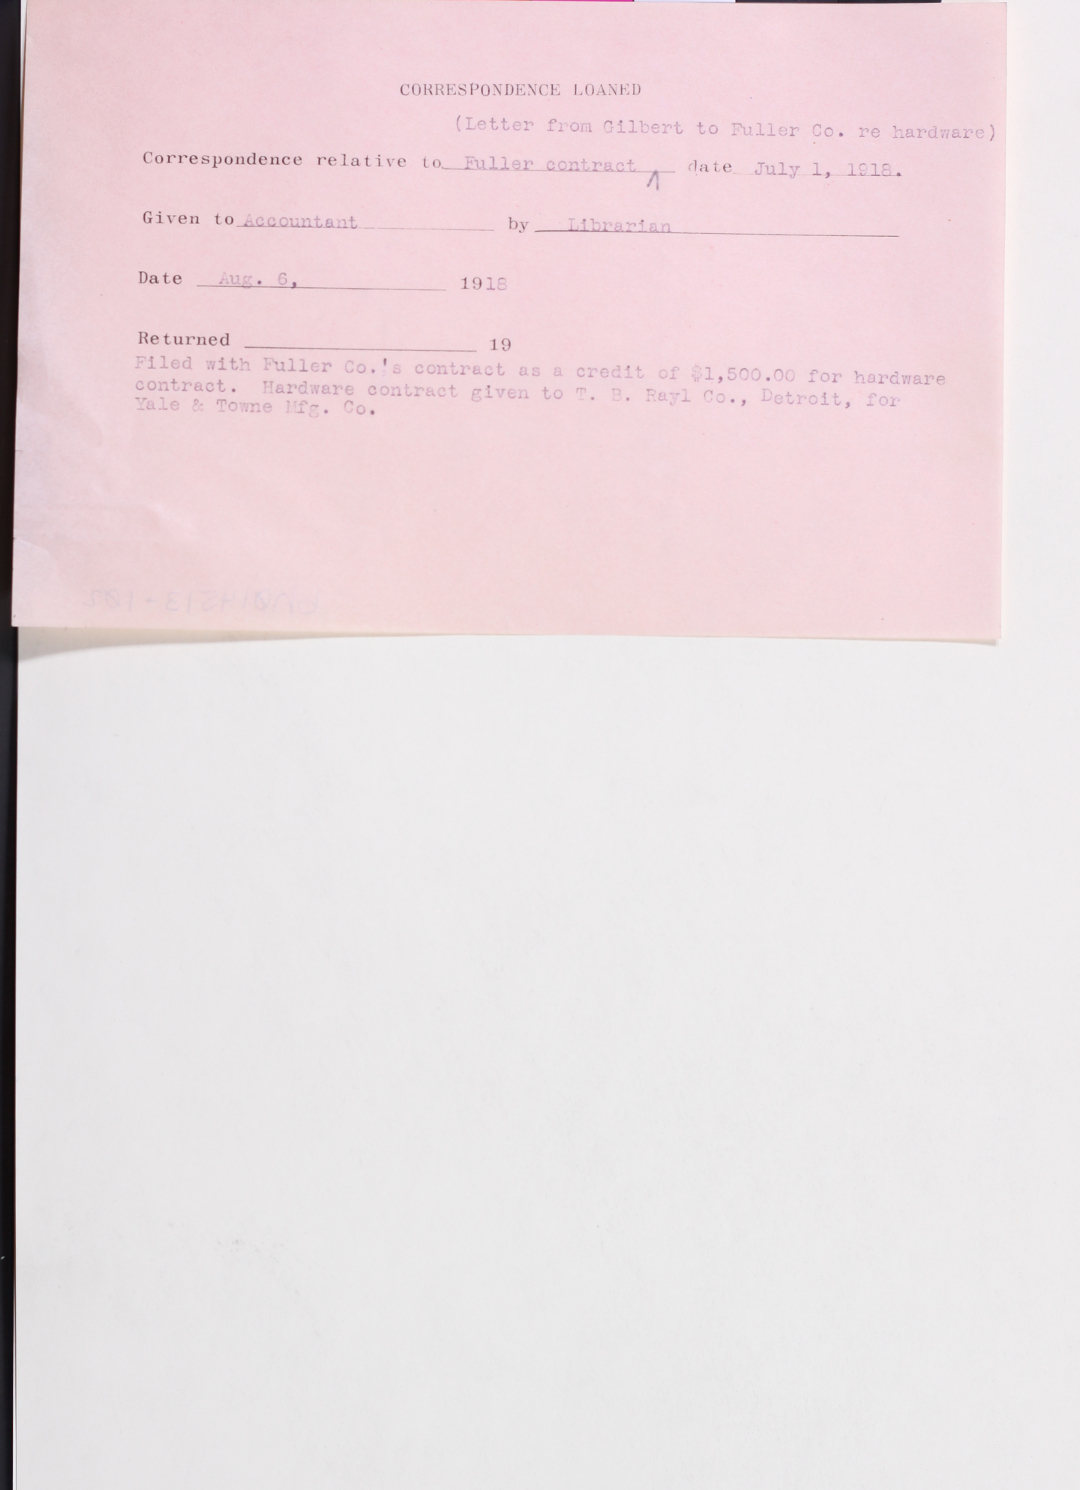 CORRESPONDENCE LOANED
(Letter from Gilbert to Fuller Co. re hardware)
Correspondence relative to Fuller contract date July 1, 1918.
Given to Accountant by Librarian
Date Aug. 6, 1918
Returned 19
Filed with Fuller Co.'s contract as a credit of $1,500.00 for hardware
contract. Hardware contract given to T. B. Rayl Co., Detroit, for
Yale & Towne Mfg. Co.